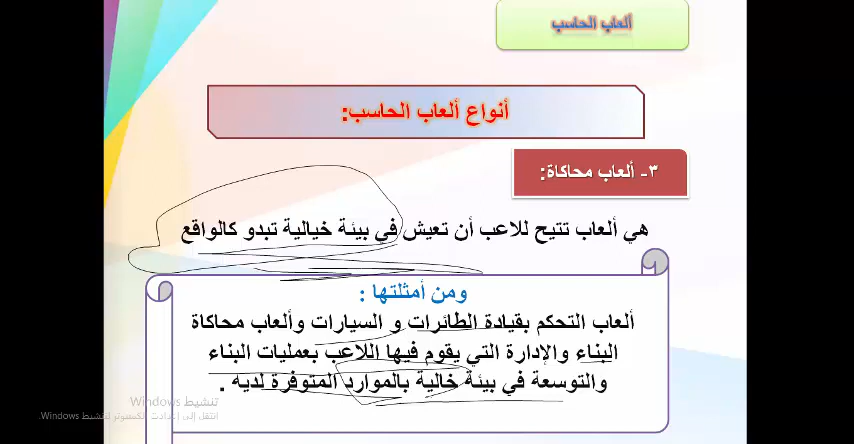 ألعاب الحاسب
أنواع ألعاب الحاسب:
٣- ألعاب محاكاة:
هي ألعاب تتيح للاعب أن تعيش في بيئة خيالية تبدو كالواقع
ومن أمثلتها :
ألعاب التحكم بقيادة الطائرات و السيارات وألعاب محاكاة
البناء والإدارة التي يقوم فيها اللاعب بعمليات البناء
والتوسعة في بيئة خالية بالموارد المتوفرة لديه .
تنشيط Windows
انتقل إلى إعدادات الكمبيوتر لتنشيط Windows.